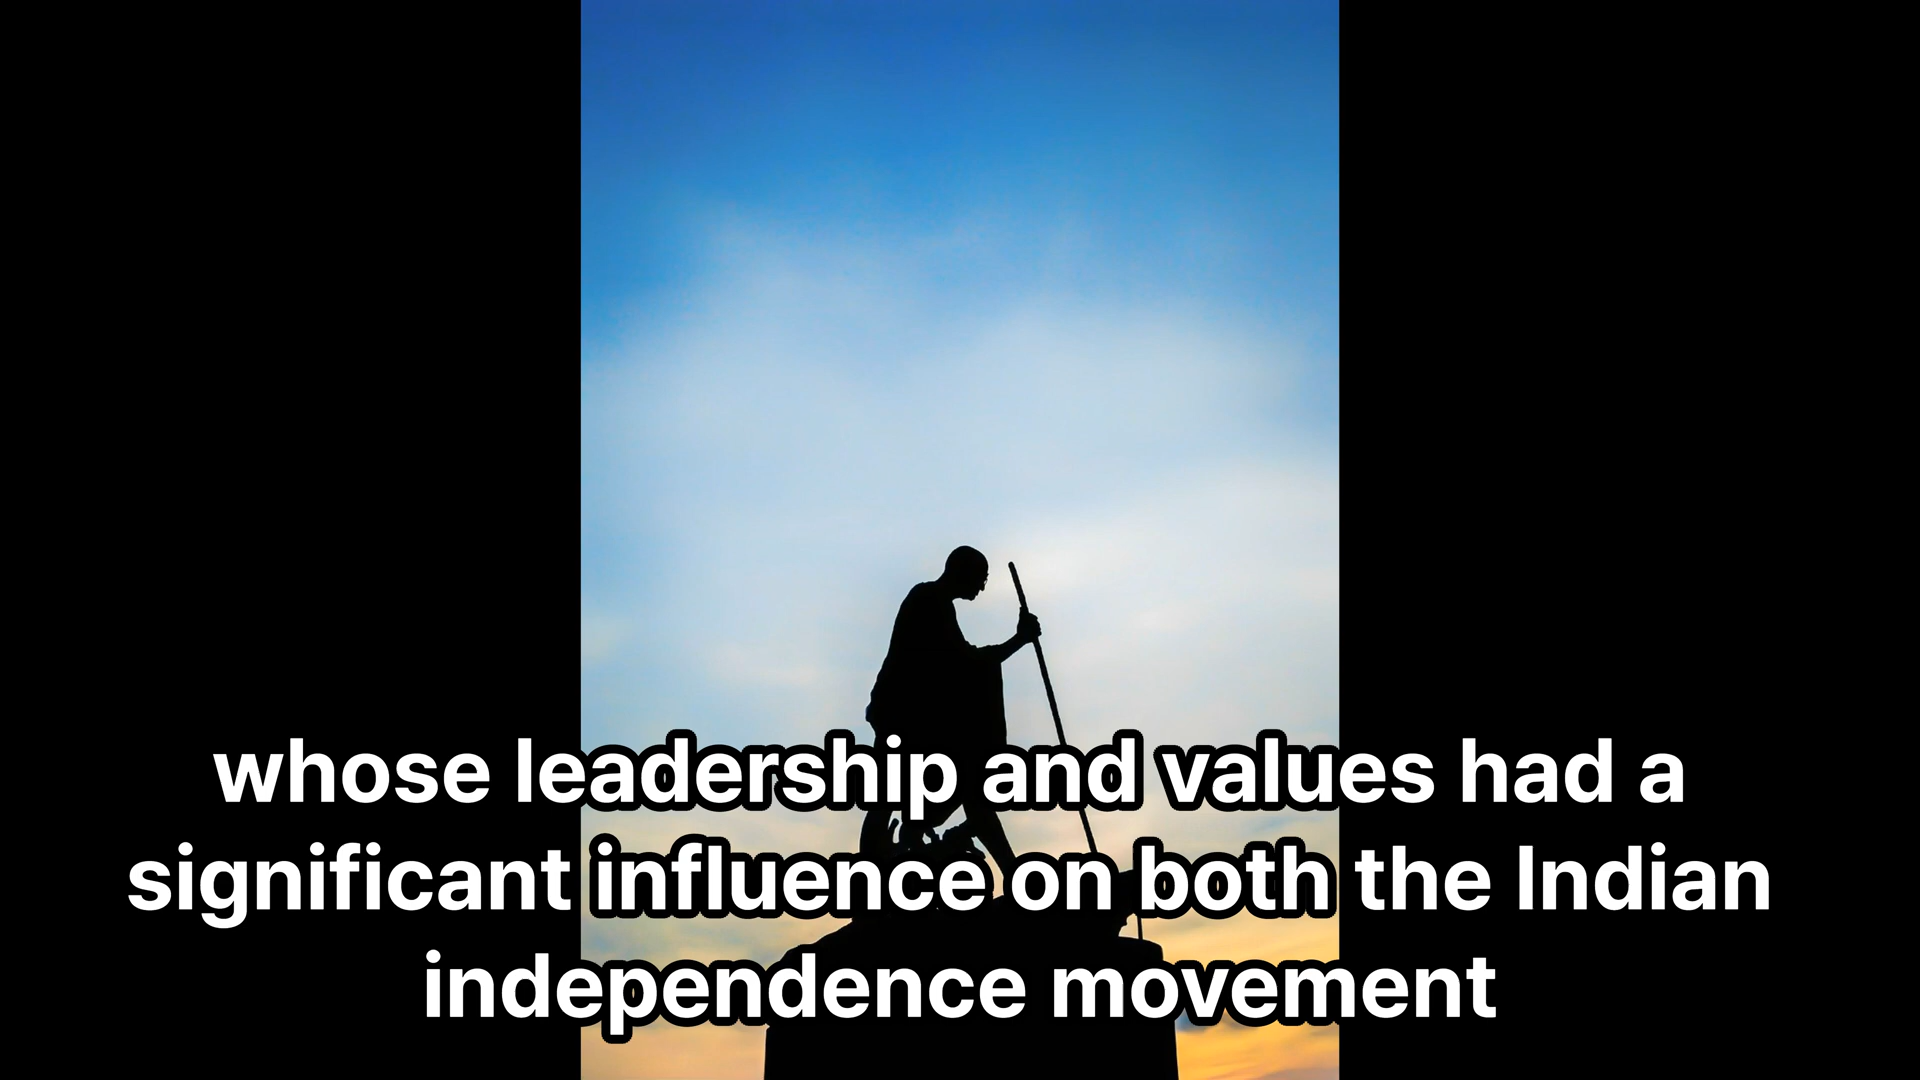 whose leadership and values had a
significant influence on both the Indian
independence movement